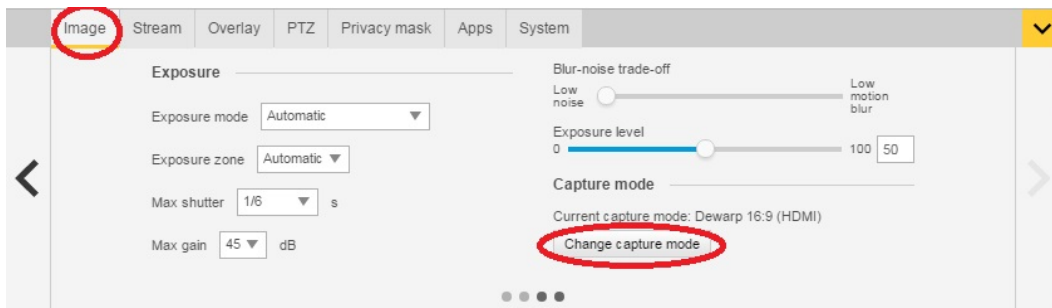 Image Stream Overlay PTZ Privacy mask Apps System
Exposure
Exposure mode Automatic
Exposure zone Automatic
Max shutter 1/6 s
Max gain 45 dB
Blur-noise trade-off
Low noise
Low motion blur
Exposure level
0 100 50
Capture mode
Current capture mode: Dewarp 16:9 (HDMI)
Change capture mode